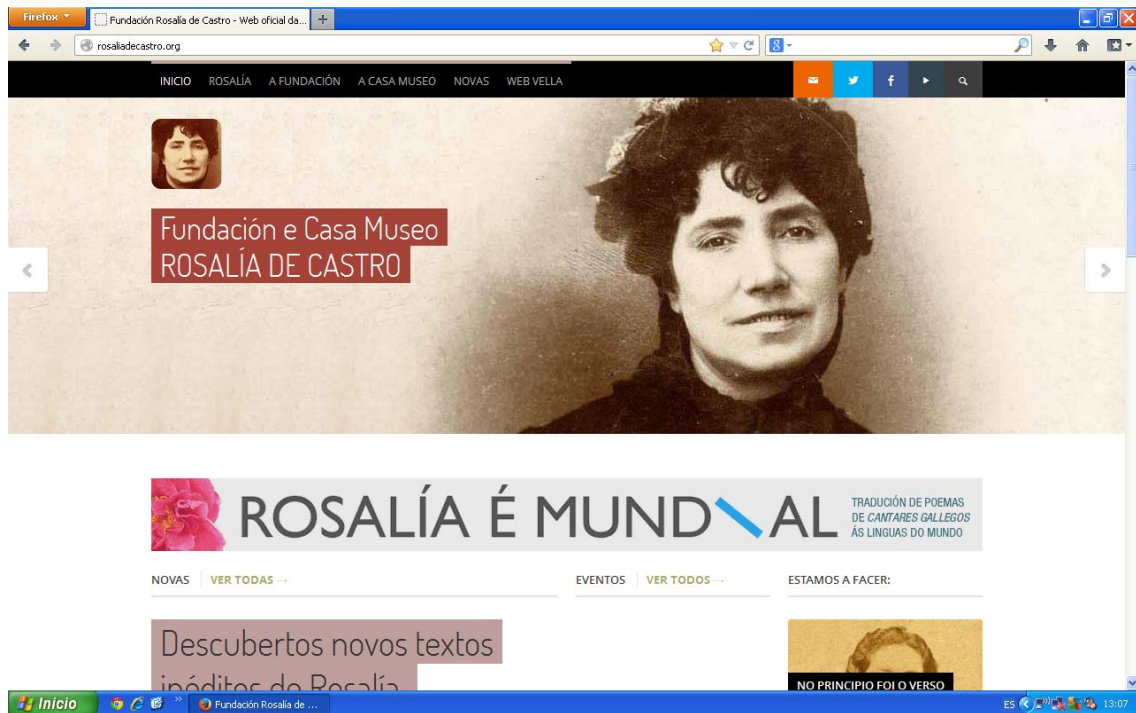 Firefox
Fundación Rosalía de Castro - Web oficial da...
rosaliadecastro.org
INICIO ROSALÍA A FUNDACIÓN A CASA MUSEO NOVAS WEB VELLA
Fundación e Casa Museo
ROSALÍA DE CASTRO
ROSALÍA É MUNDIAL
TRADUCIÓN DE POEMAS
DE CANTARES GALLEGOS
ÁS LINGUAS DO MUNDO
NOVAS VER TODAS →
EVENTOS VER TODOS →
ESTAMOS A FACER:
Descubertos novos textos
inéditos de Rosalía
NO PRINCIPIO FOI O VERSO
Inicio
Fundación Rosalía de ...
ES
13:07